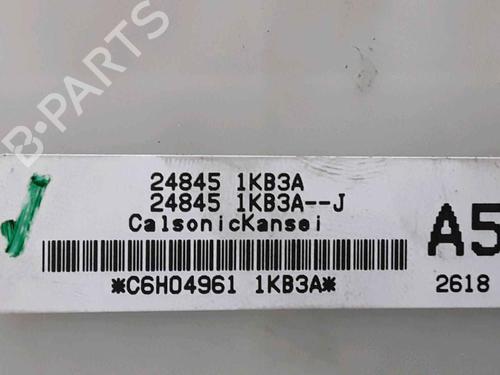 B-PARTS
24845 1KB3A
24845 1KB3A--J
CalsonicKansei
A5
*C6H04961 1KB3A*
2618